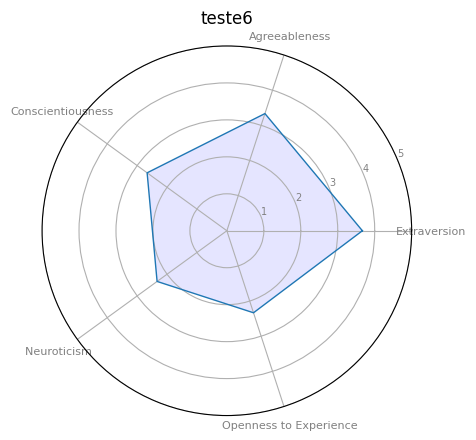 teste6
Agreeableness
Conscientiousness
5
4
3
2
1
Extraversion
Neuroticism
Openness to Experience